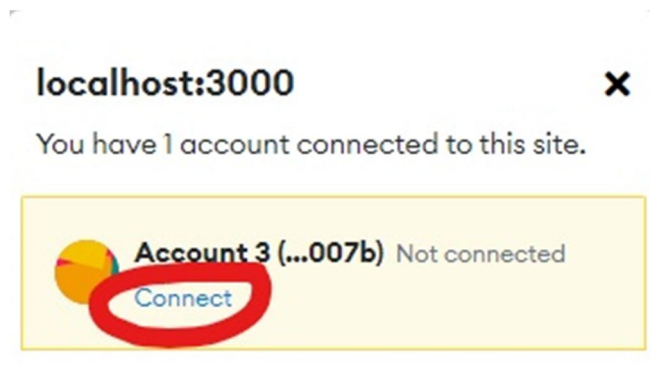 localhost:3000
You have 1 account connected to this site.
Account 3 (...007b) Not connected
Connect